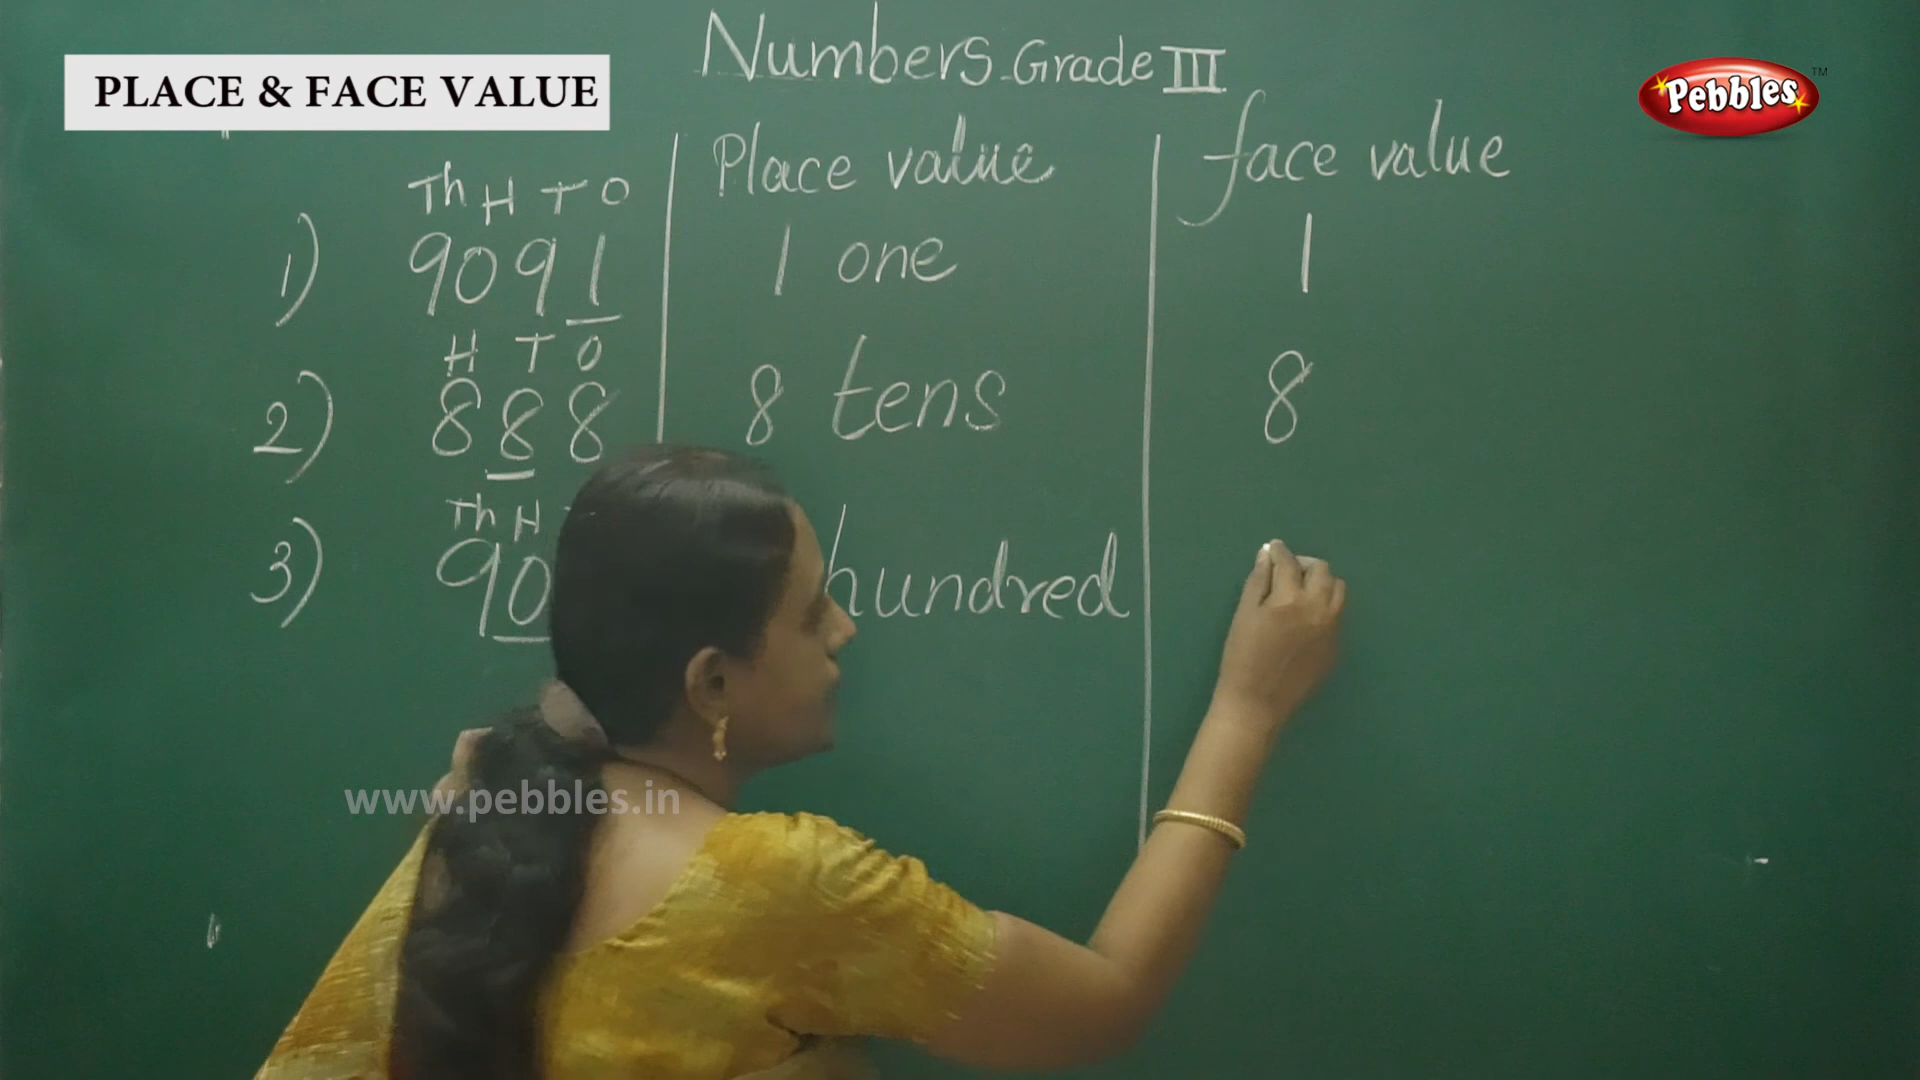 PLACE & FACE VALUE
Numbers Grade III
Pebbles TM
Place value face value
Th H T O
1) 9091 1 one 1
H T O
2) 888 8 tens 8
Th H
3) 90 hundred
www.pebbles.in